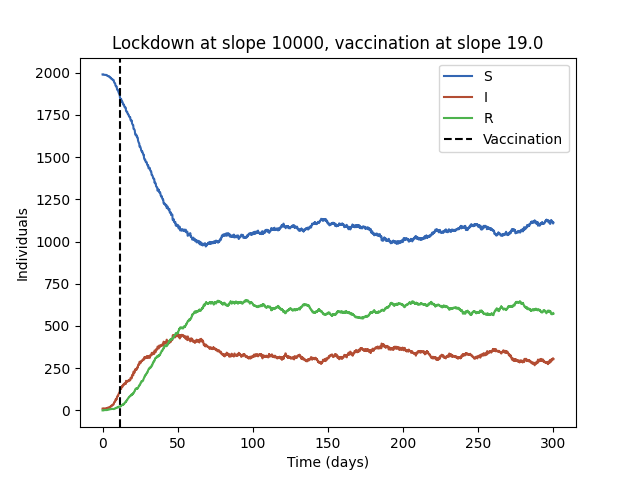 Lockdown at slope 10000, vaccination at slope 19.0
2000
1750
1500
1250
1000
750
500
250
0
Individuals
S
I
R
Vaccination
0 50 100 150 200 250 300
Time (days)